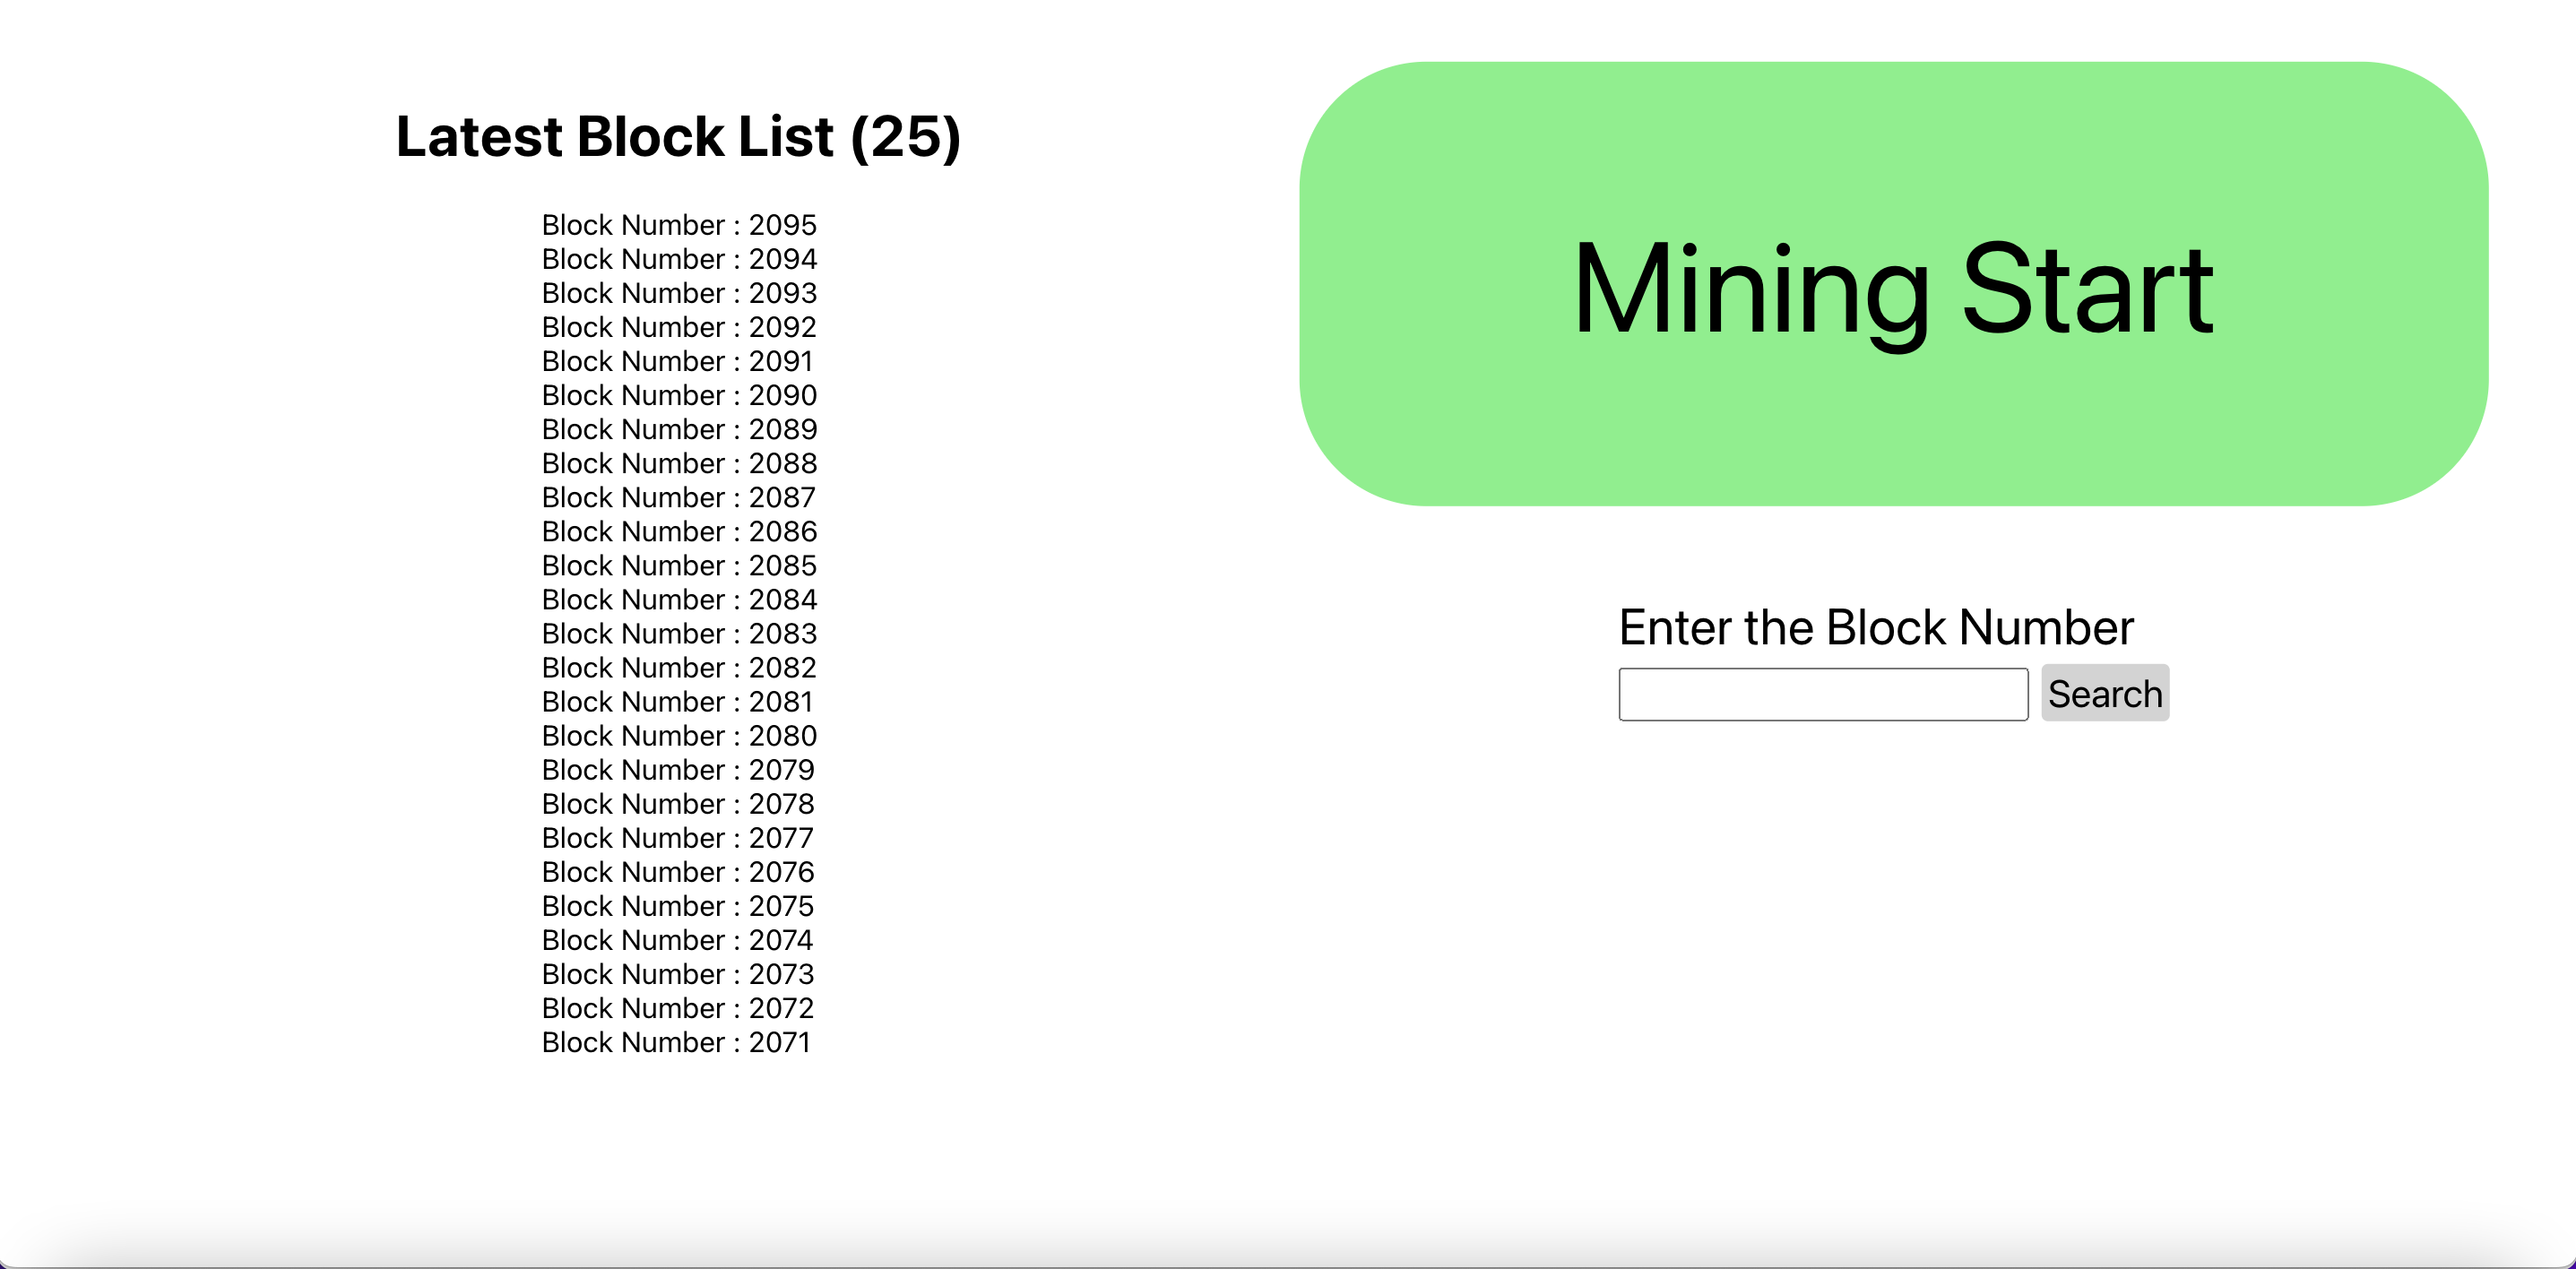 Latest Block List (25)
Block Number : 2095
Block Number : 2094
Block Number : 2093
Block Number : 2092
Block Number : 2091
Block Number : 2090
Block Number : 2089
Block Number : 2088
Block Number : 2087
Block Number : 2086
Block Number : 2085
Block Number : 2084
Block Number : 2083
Block Number : 2082
Block Number : 2081
Block Number : 2080
Block Number : 2079
Block Number : 2078
Block Number : 2077
Block Number : 2076
Block Number : 2075
Block Number : 2074
Block Number : 2073
Block Number : 2072
Block Number : 2071
Mining Start
Enter the Block Number
Search